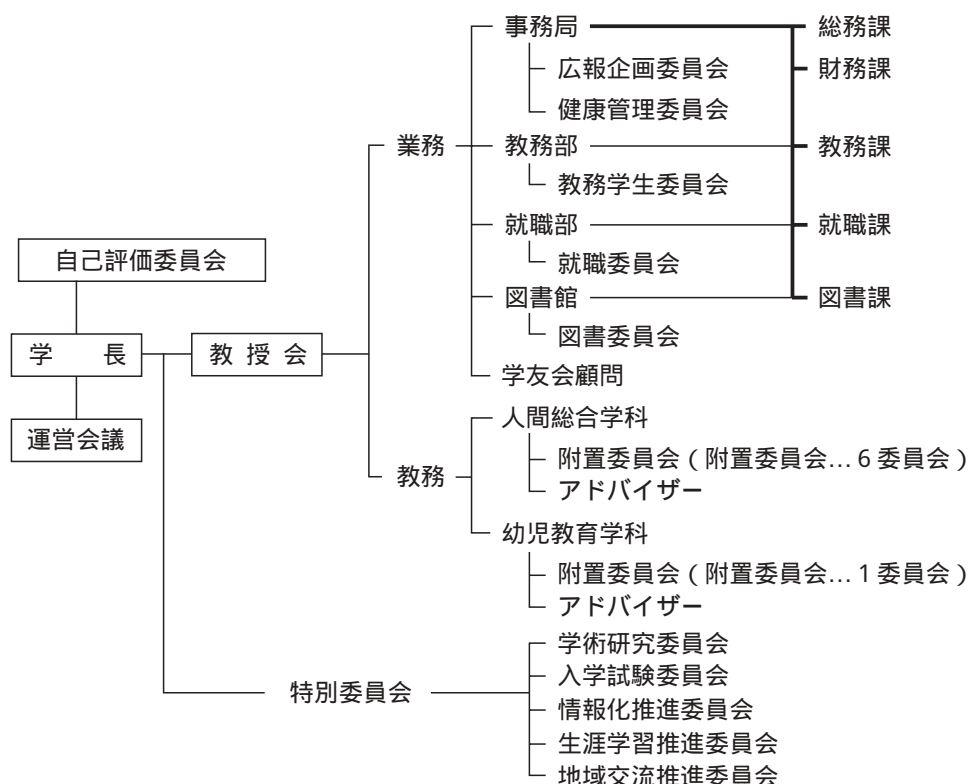 事務局 総務課
広報企画委員会 財務課
健康管理委員会
業務 教務部 教務課
教務学生委員会
就職部 就職課
自己評価委員会 就職委員会
図書館 図書課
図書委員会
学 長 教 授 会
学友会顧問
人間総合学科
運営会議
附置委員会(附置委員会…6委員会)
教務 アドバイザー
幼児教育学科
附置委員会(附置委員会…1委員会)
アドバイザー
学術研究委員会
入学試験委員会
特別委員会 情報化推進委員会
生涯学習推進委員会
地域交流推進委員会